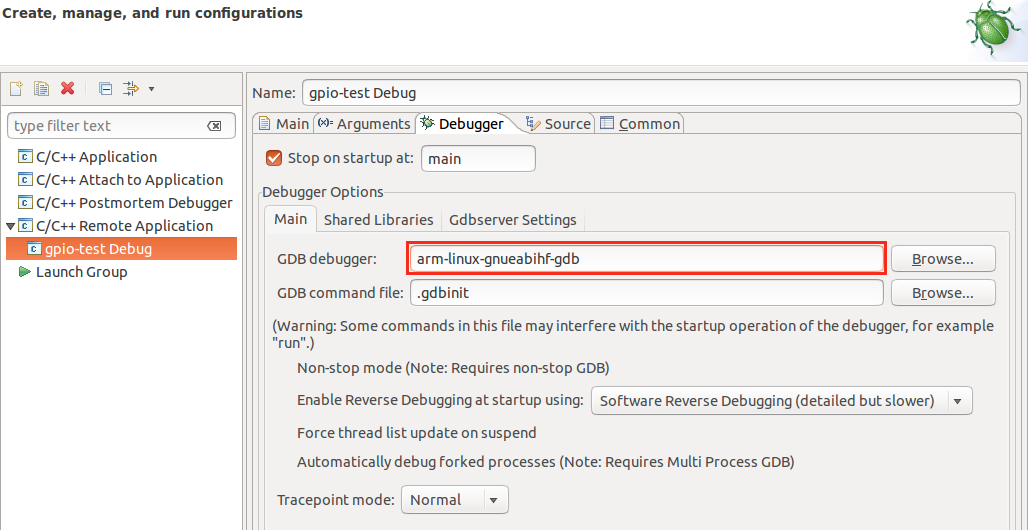 Create, manage, and run configurations
Name: gpio-test Debug
type filter text
Main (x)= Arguments Debugger Source Common
C/C++ Application
C/C++ Attach to Application
C/C++ Postmortem Debugger
C/C++ Remote Application
gpio-test Debug
Launch Group
Stop on startup at: main
Debugger Options
Main Shared Libraries Gdbserver Settings
GDB debugger: arm-linux-gnueabihf-gdb Browse...
GDB command file: .gdbinit Browse...
(Warning: Some commands in this file may interfere with the startup operation of the debugger, for example
"run".)
Non-stop mode (Note: Requires non-stop GDB)
Enable Reverse Debugging at startup using: Software Reverse Debugging (detailed but slower)
Force thread list update on suspend
Automatically debug forked processes (Note: Requires Multi Process GDB)
Tracepoint mode: Normal